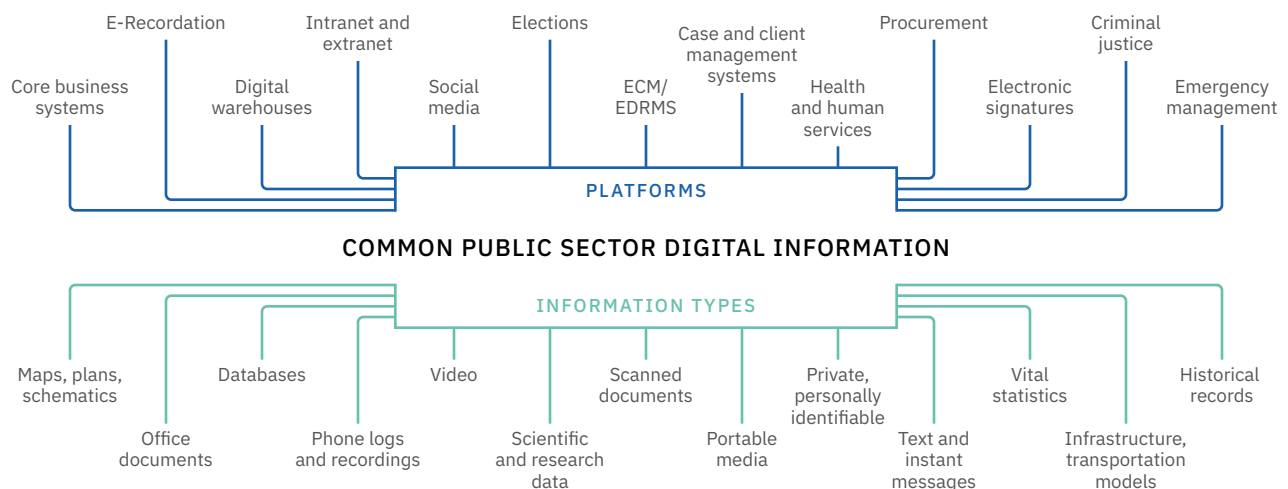 E-Recordation
Intranet and
extranet
Elections
Case and client
management
systems
Procurement
Criminal
justice
Core business
systems
Digital
warehouses
Social
media
ECM/
EDRMS
Health
and human
services
Electronic
signatures
Emergency
management
PLATFORMS
COMMON PUBLIC SECTOR DIGITAL INFORMATION
INFORMATION TYPES
Maps, plans,
schematics
Databases
Video
Scanned
documents
Private,
personally
identifiable
Vital
statistics
Historical
records
Office
documents
Phone logs
and recordings
Scientific
and research
data
Portable
media
Text and
instant
messages
Infrastructure,
transportation
models